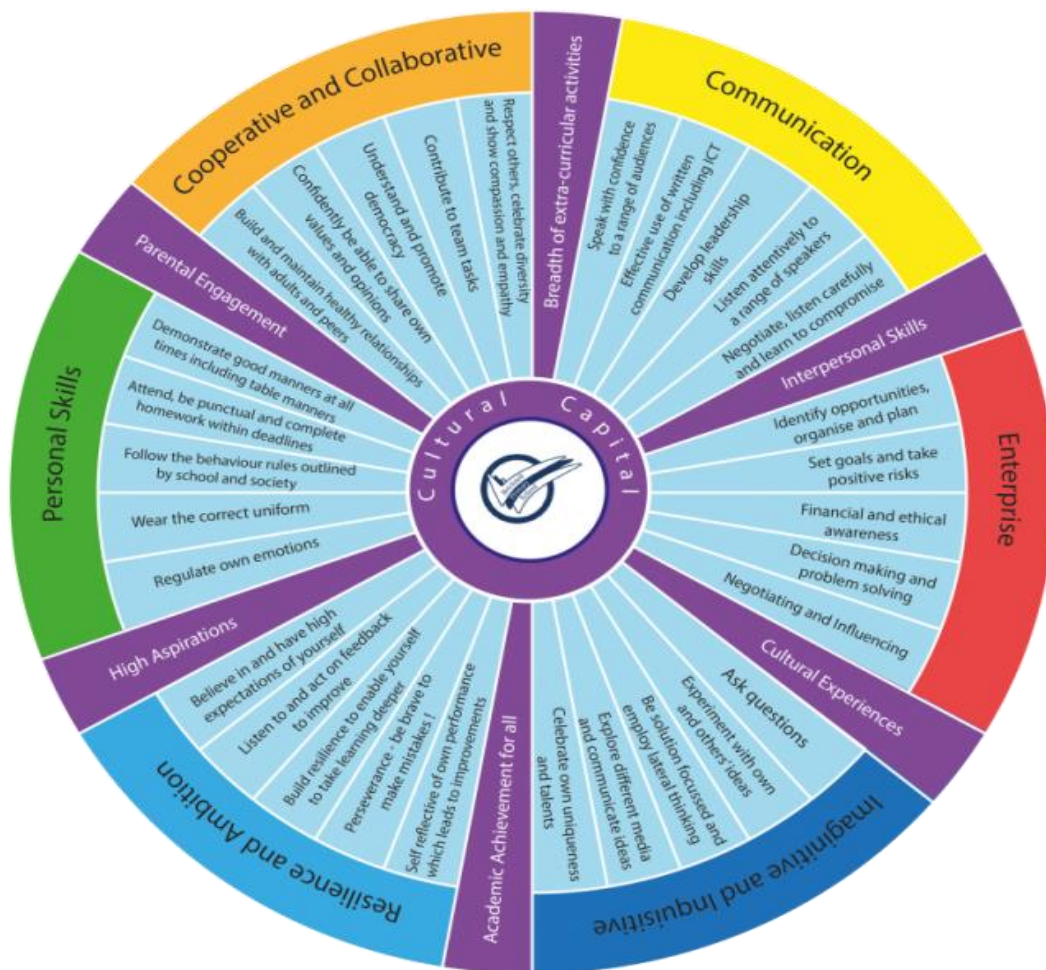 Cultural Capital
Breadth of extra-curricular activities
Communication
Speak with confidence
to a range of audiences
Effective use of written
communication including ICT
Develop leadership
skills
Listen attentively to
a range of speakers
Negotiate, listen carefully
and learn to compromise
Interpersonal Skills
Enterprise
Identify opportunities,
organise and plan
Set goals and take
positive risks
Financial and ethical
awareness
Decision making and
problem solving
Negotiating and Influencing
Cultural Experiences
Imaginitive and Inquisitive
Ask questions
Experiment with own
and others' ideas
Be solution focussed and
employ lateral thinking
Explore different media
and communicate ideas
Celebrate own uniqueness
and talents
Academic Achievement for all
Resilience and Ambition
Self reflective of own performance
which leads to improvements
Perseverance - be brave to
make mistakes !
Build resilience to enable yourself
to take learning deeper
Listen to and act on feedback
to improve
Believe in and have high
expectations of yourself
High Aspirations
Personal Skills
Regulate own emotions
Wear the correct uniform
Follow the behaviour rules outlined
by school and society
Attend, be punctual and complete
homework within deadlines
Demonstrate good manners at all
times including table manners
Parental Engagement
Cooperative and Collaborative
Build and maintain healthy relationships
with adults and peers
Confidently be able to share own
values and opinions
Understand and promote
democracy
Contribute to team tasks
Respect others, celebrate diversity
and show compassion and empathy